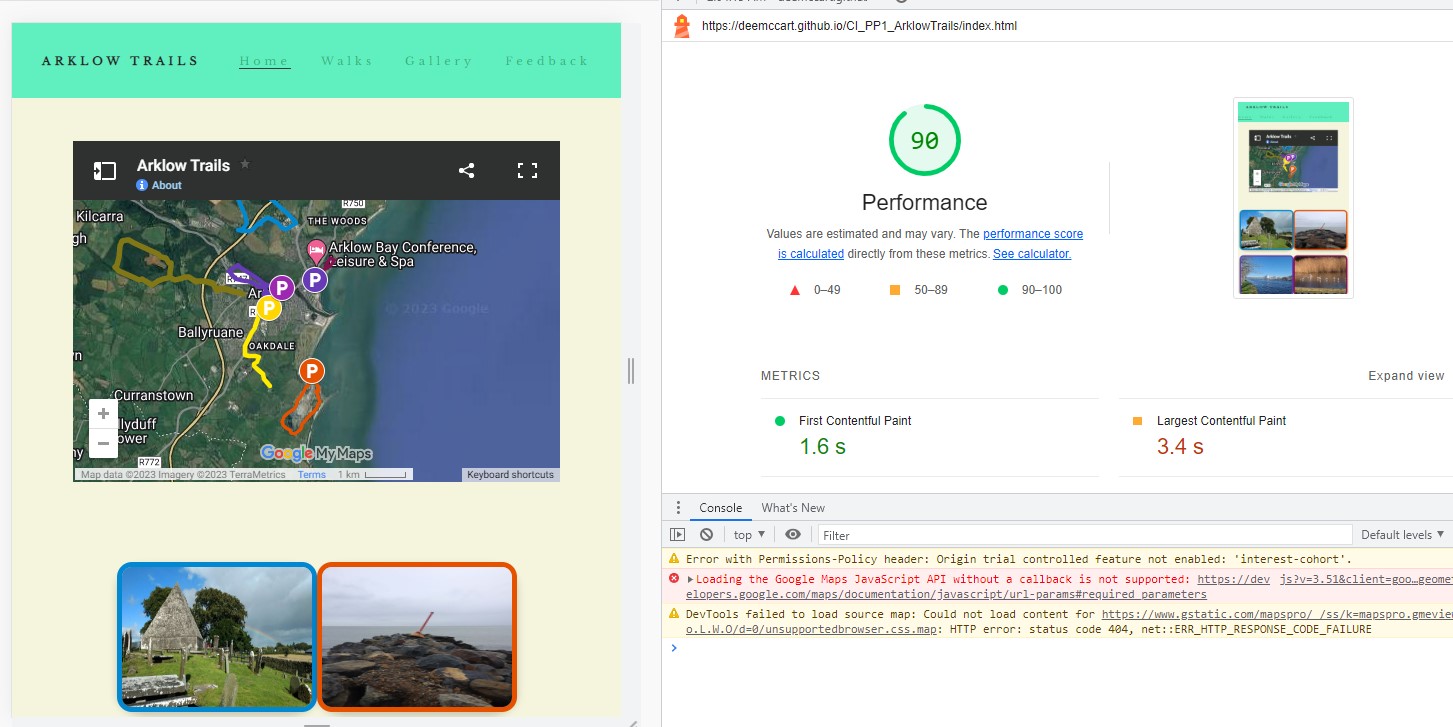 ARKLOW TRAILS Home Walks Gallery Feedback
Arklow Trails
About
Kilcarra
gh
R750
THE WOODS
Arklow Bay Conference,
Leisure & Spa
P
P
Ar
P
© 2023 Google
Ballyruane
OAKDALE
P
Curranstown
llyduff
ower
R772
Google My Maps
Map data ©2023 Imagery ©2023 TerraMetrics Terms 1 km Keyboard shortcuts
https://deemccart.github.io/CI_PP1_ArklowTrails/index.html
90
Performance
Values are estimated and may vary. The performance score
is calculated directly from these metrics. See calculator.
0–49 50–89 90–100
METRICS Expand view
First Contentful Paint
1.6 s
Largest Contentful Paint
3.4 s
Console What's New
top Filter Default levels
Error with Permissions-Policy header: Origin trial controlled feature not enabled: 'interest-cohort'.
Loading the Google Maps JavaScript API without a callback is not supported: https://dev js?v=3.51&client=goo…geomet
elopers.google.com/maps/documentation/javascript/url-params#required_parameters
DevTools failed to load source map: Could not load content for https://www.gstatic.com/mapspro/_/ss/k=mapspro.gmeview
o.L.W.O/d=0/unsupportedbrowser.css.map: HTTP error: status code 404, net::ERR_HTTP_RESPONSE_CODE_FAILURE